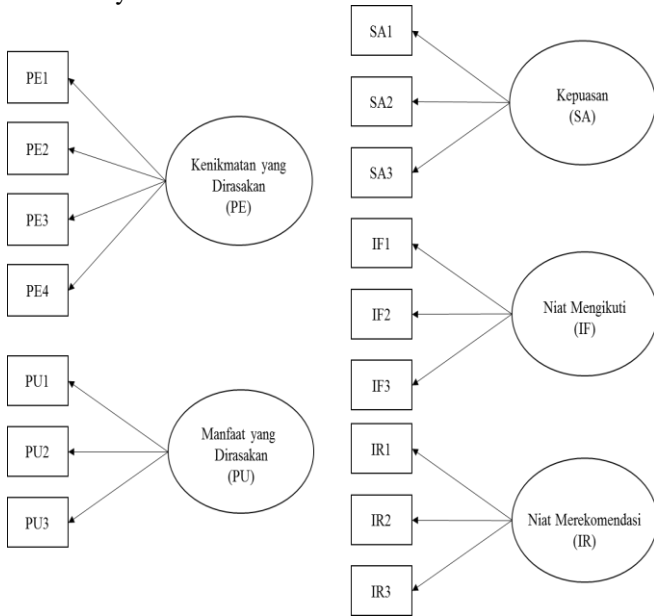 PE1
PE2
PE3
PE4
Kenikmatan yang
Dirasakan
(PE)
PU1
PU2
PU3
Manfaat yang
Dirasakan
(PU)
SA1
SA2
SA3
Kepuasan
(SA)
IF1
IF2
IF3
Niat Mengikuti
(IF)
IR1
IR2
IR3
Niat Merekomendasi
(IR)